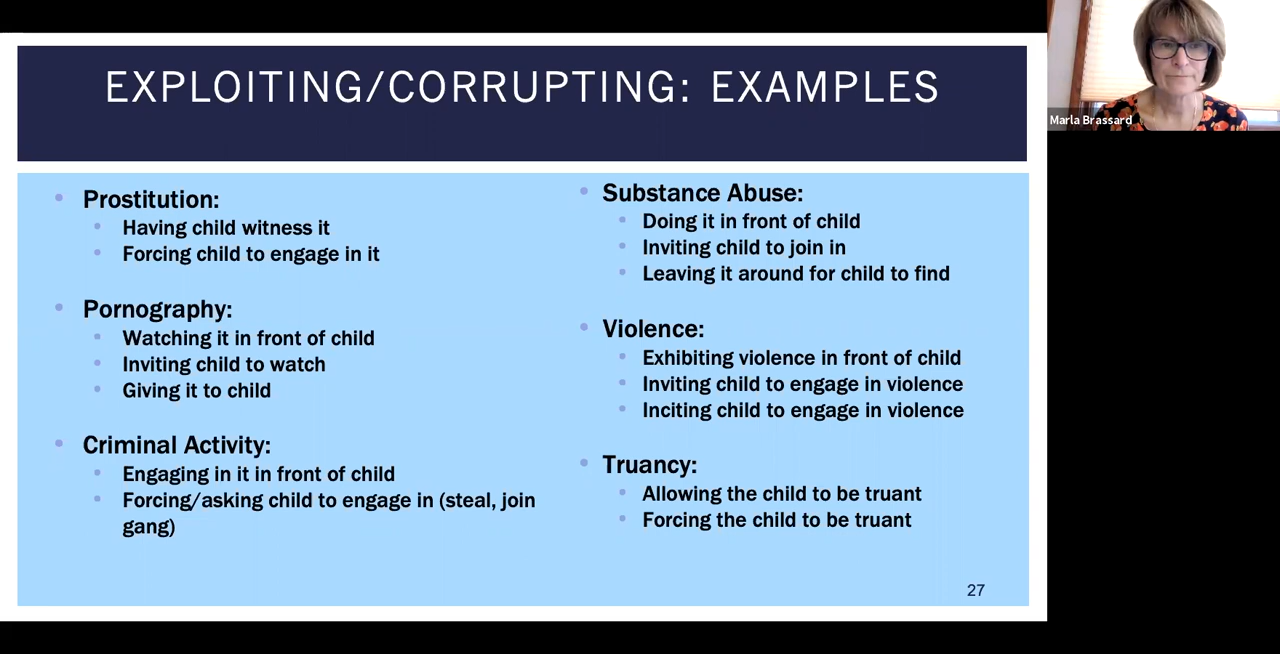 EXPLOITING/CORRUPTING: EXAMPLES
Prostitution:
Having child witness it
Forcing child to engage in it
Pornography:
Watching it in front of child
Inviting child to watch
Giving it to child
Criminal Activity:
Engaging in it in front of child
Forcing/asking child to engage in (steal, join
gang)
Substance Abuse:
Doing it in front of child
Inviting child to join in
Leaving it around for child to find
Violence:
Exhibiting violence in front of child
Inviting child to engage in violence
Inciting child to engage in violence
Truancy:
Allowing the child to be truant
Forcing the child to be truant
27
Marla Brassard